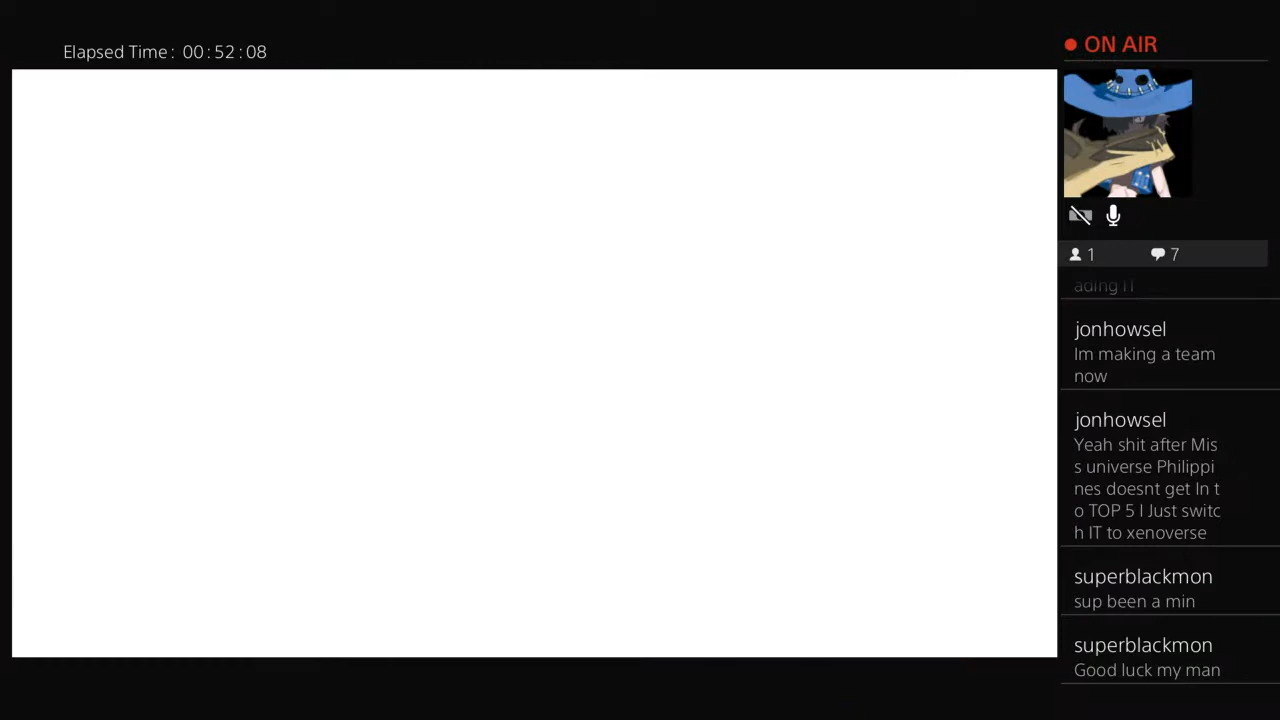 Elapsed Time: 00:52:08
ON AIR
1 7
ading IT
jonhowsel
Im making a team
now
jonhowsel
Yeah shit after Mis
s universe Philippi
nes doesnt get In t
o TOP 5 I Just switc
h IT to xenoverse
superblackmon
sup been a min
superblackmon
Good luck my man